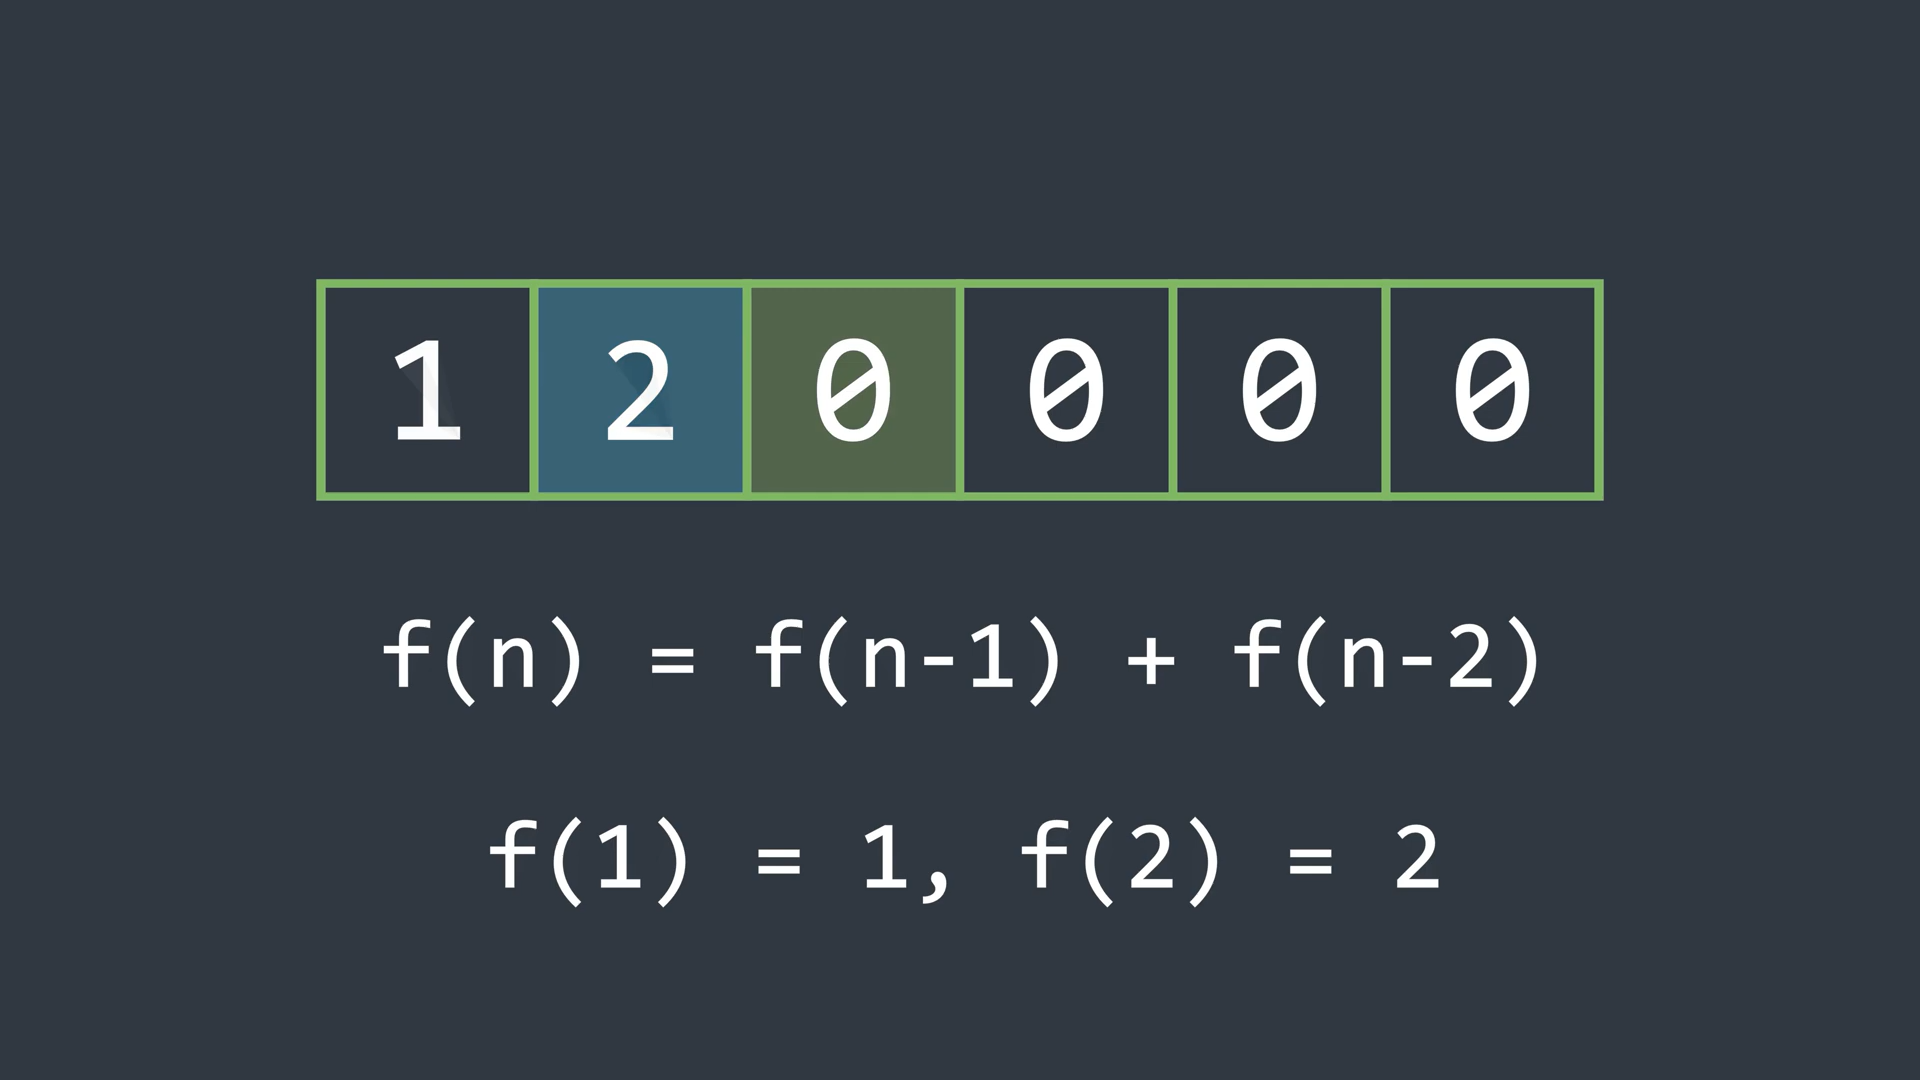 1 2 0 0 0 0
f(n) = f(n-1) + f(n-2)
f(1) = 1, f(2) = 2